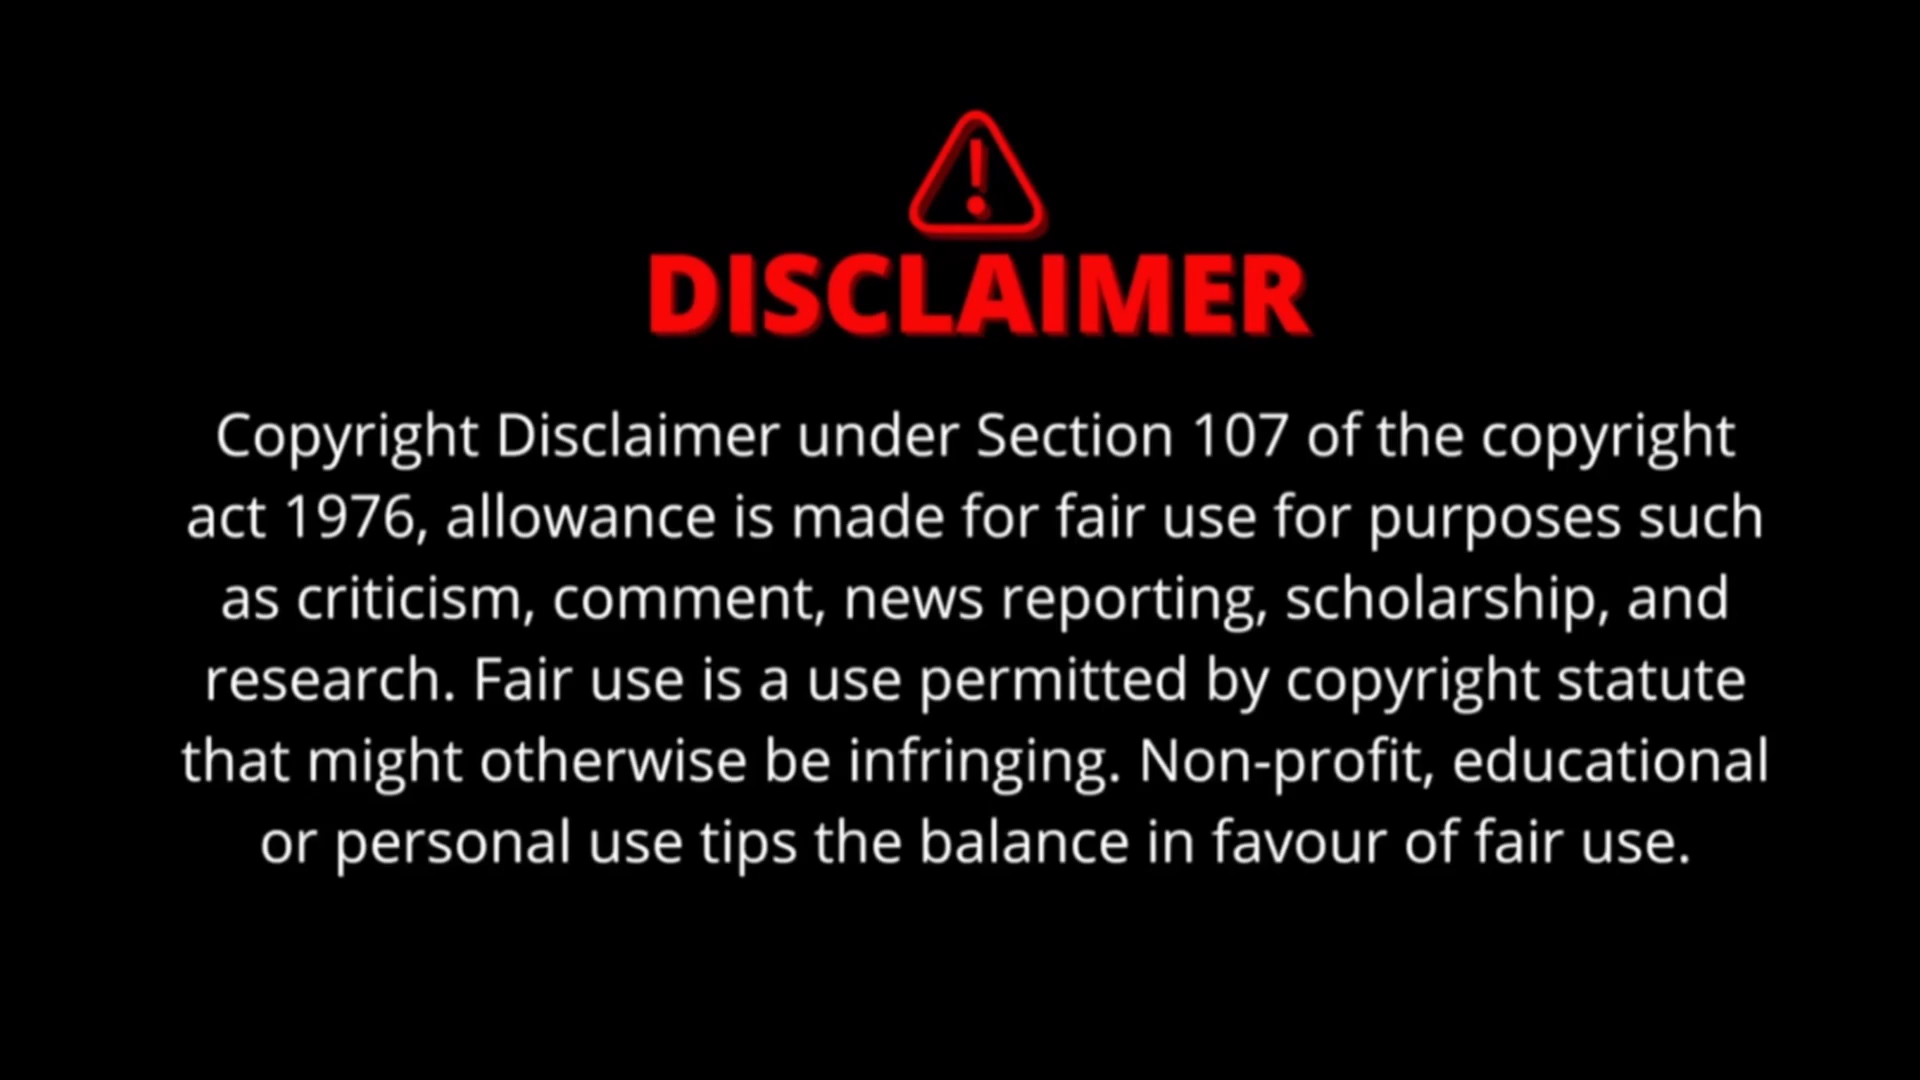 DISCLAIMER
Copyright Disclaimer under Section 107 of the copyright
act 1976, allowance is made for fair use for purposes such
as criticism, comment, news reporting, scholarship, and
research. Fair use is a use permitted by copyright statute
that might otherwise be infringing. Non-profit, educational
or personal use tips the balance in favour of fair use.